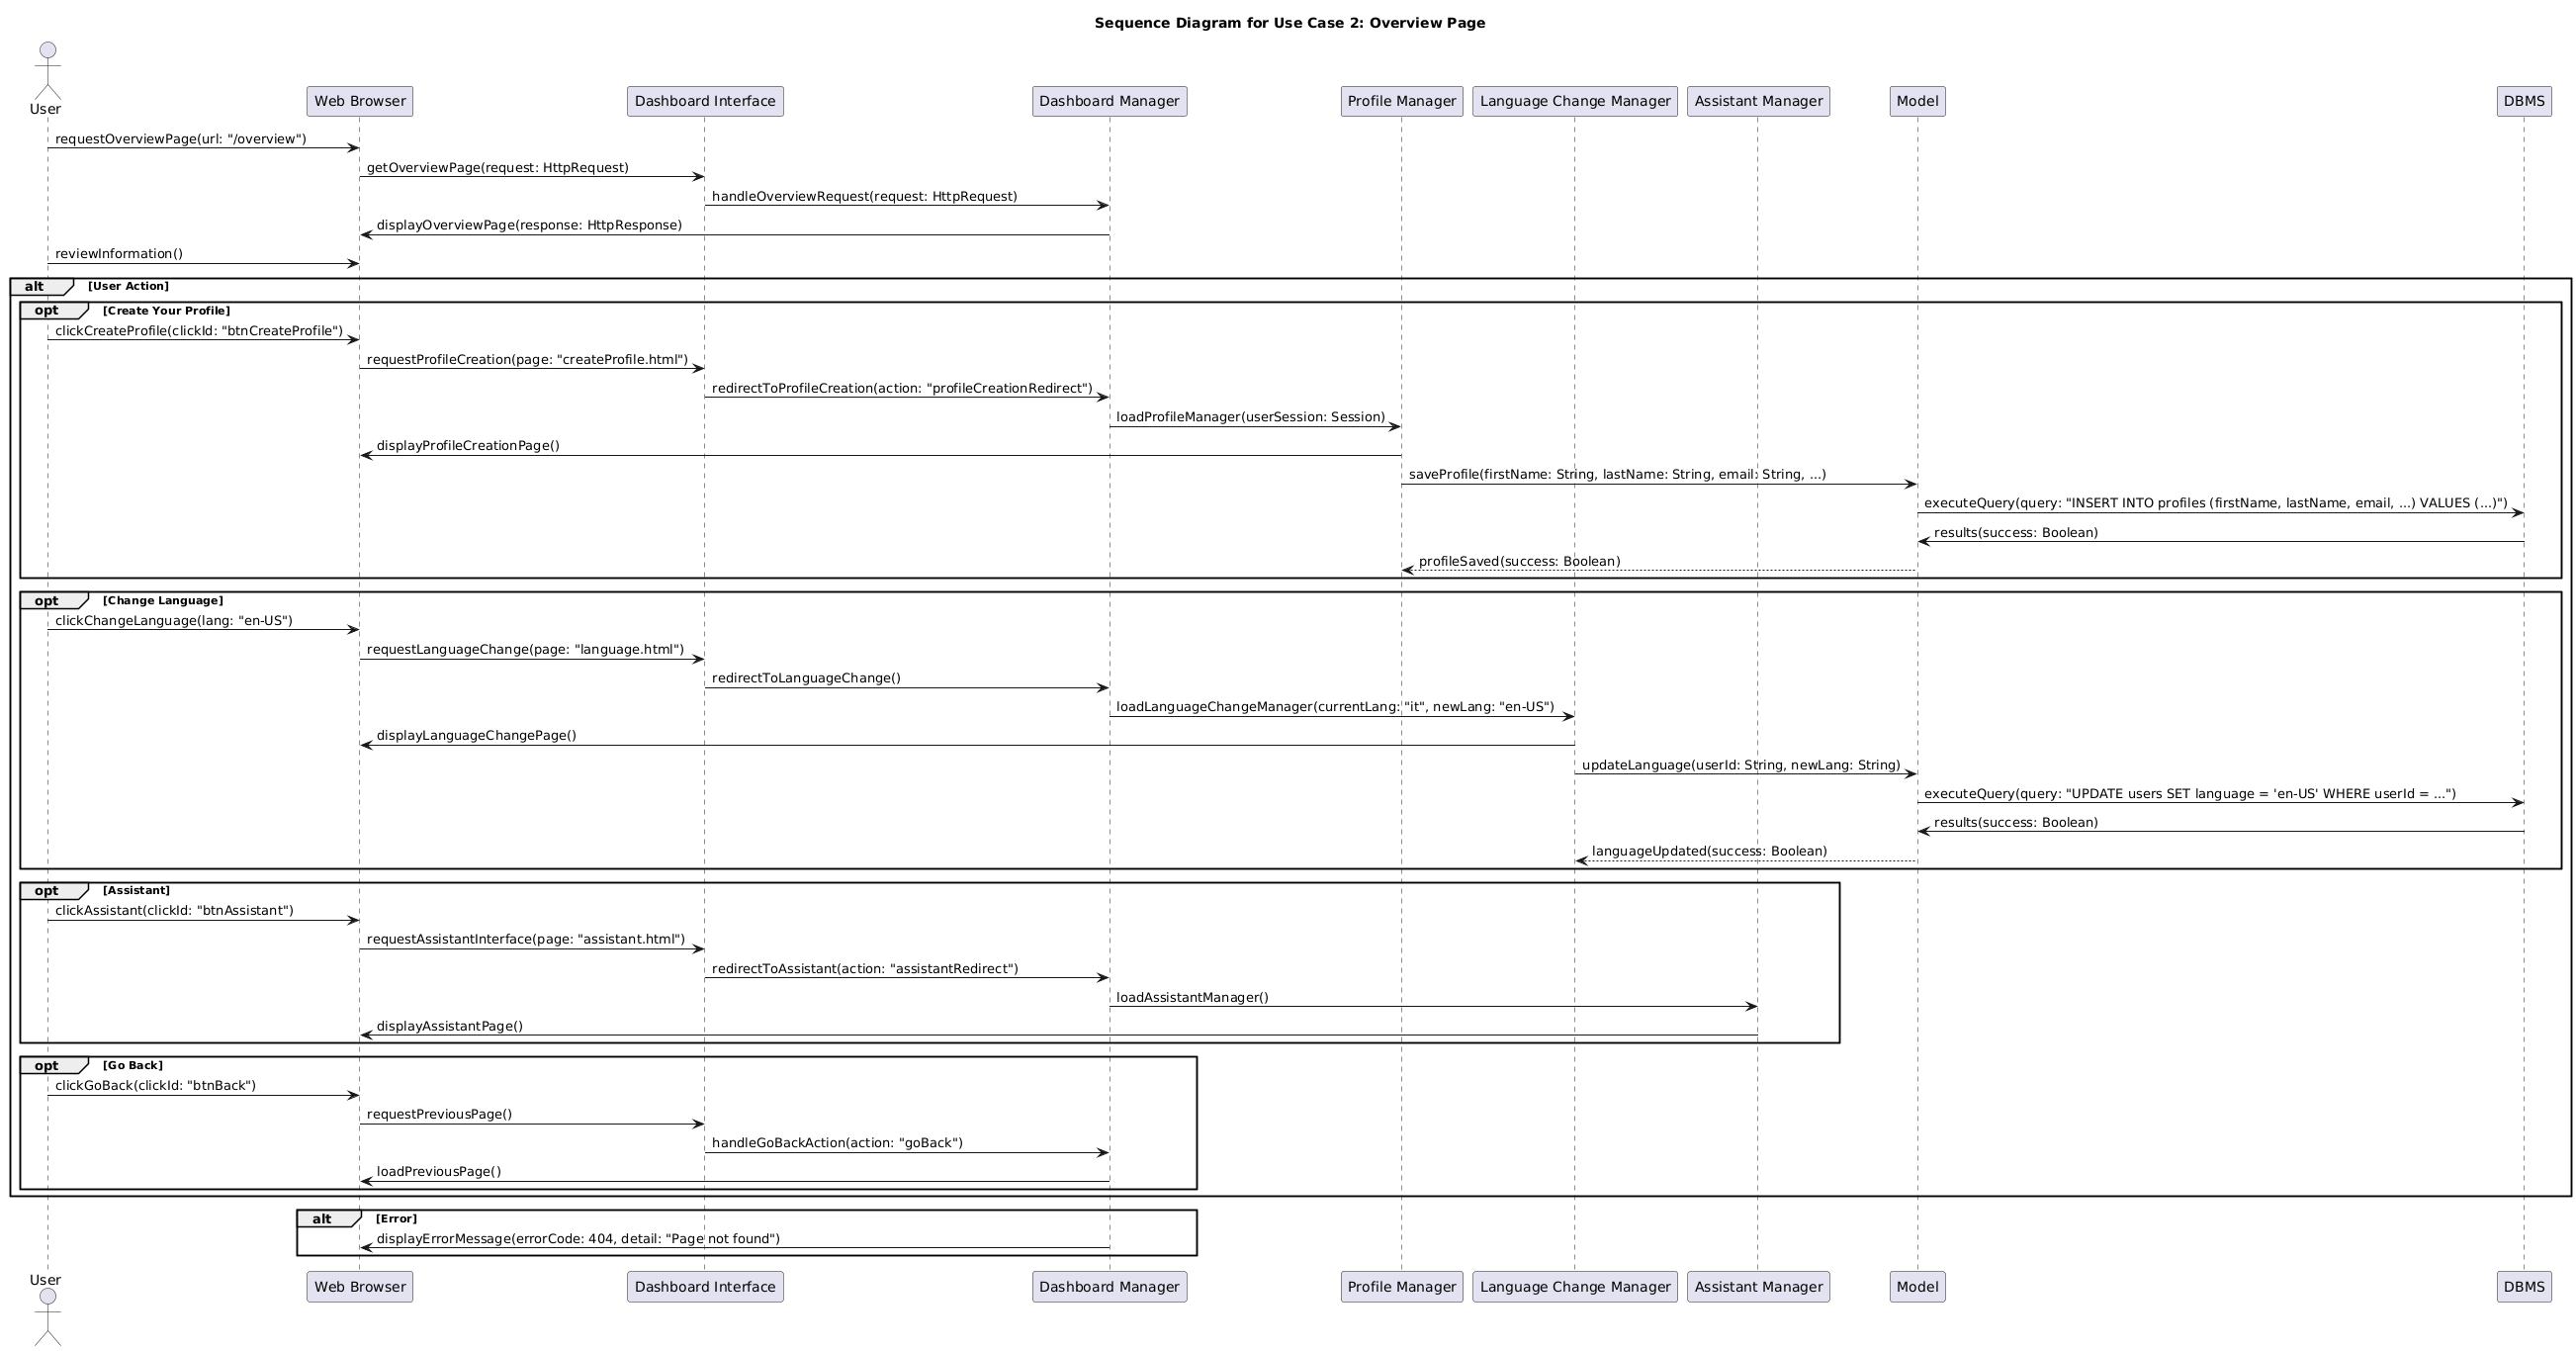 Sequence Diagram for Use Case 2: Overview Page
User
Web Browser
Dashboard Interface
Dashboard Manager
Profile Manager
Language Change Manager
Assistant Manager
Model
DBMS
requestOverviewPage(url: "/overview")
getOverviewPage(request: HttpRequest)
handleOverviewRequest(request: HttpRequest)
displayOverviewPage(response: HttpResponse)
reviewInformation()
alt [User Action]
opt [Create Your Profile]
clickCreateProfile(clickId: "btnCreateProfile")
requestProfileCreation(page: "createProfile.html")
redirectToProfileCreation(action: "profileCreationRedirect")
loadProfileManager(userSession: Session)
displayProfileCreationPage()
saveProfile(firstName: String, lastName: String, email: String, ...)
executeQuery(query: "INSERT INTO profiles (firstName, lastName, email, ...) VALUES (...)")
results(success: Boolean)
profileSaved(success: Boolean)
opt [Change Language]
clickChangeLanguage(lang: "en-US")
requestLanguageChange(page: "language.html")
redirectToLanguageChange()
loadLanguageChangeManager(currentLang: "it", newLang: "en-US")
displayLanguageChangePage()
updateLanguage(userId: String, newLang: String)
executeQuery(query: "UPDATE users SET language = 'en-US' WHERE userId = ...")
results(success: Boolean)
languageUpdated(success: Boolean)
opt [Assistant]
clickAssistant(clickId: "btnAssistant")
requestAssistantInterface(page: "assistant.html")
redirectToAssistant(action: "assistantRedirect")
loadAssistantManager()
displayAssistantPage()
opt [Go Back]
clickGoBack(clickId: "btnBack")
requestPreviousPage()
handleGoBackAction(action: "goBack")
loadPreviousPage()
alt [Error]
displayErrorMessage(errorCode: 404, detail: "Page not found")
User
Web Browser
Dashboard Interface
Dashboard Manager
Profile Manager
Language Change Manager
Assistant Manager
Model
DBMS